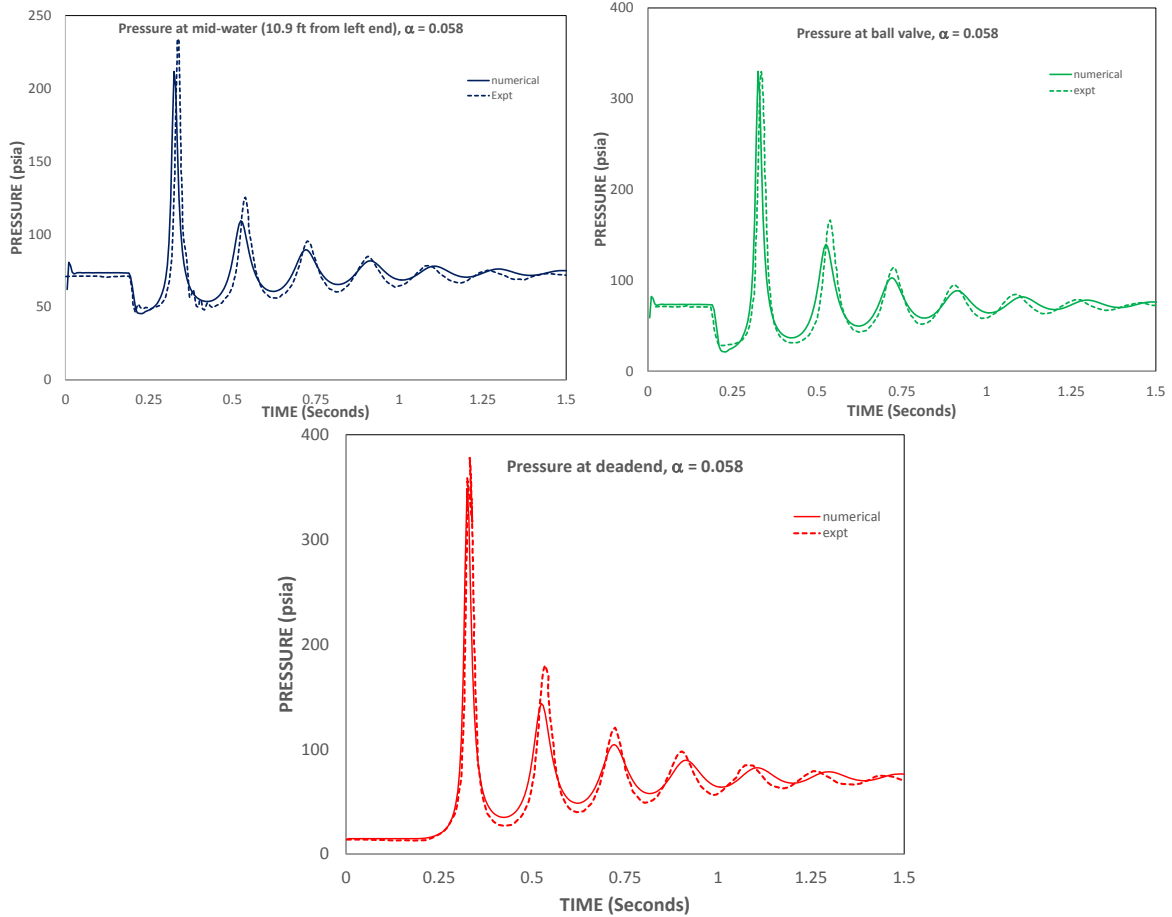 Pressure at mid-water (10.9 ft from left end), α = 0.058
numerical
Expt
PRESSURE (psia)
250
200
150
100
50
0
0 0.25 0.5 0.75 1 1.25 1.5
TIME (Seconds)
Pressure at ball valve, α = 0.058
numerical
expt
PRESSURE (psia)
400
300
200
100
0
0 0.25 0.5 0.75 1 1.25 1.5
TIME (Seconds)
Pressure at deadend, α = 0.058
numerical
expt
PRESSURE (psia)
400
300
200
100
0
0 0.25 0.5 0.75 1 1.25 1.5
TIME (Seconds)